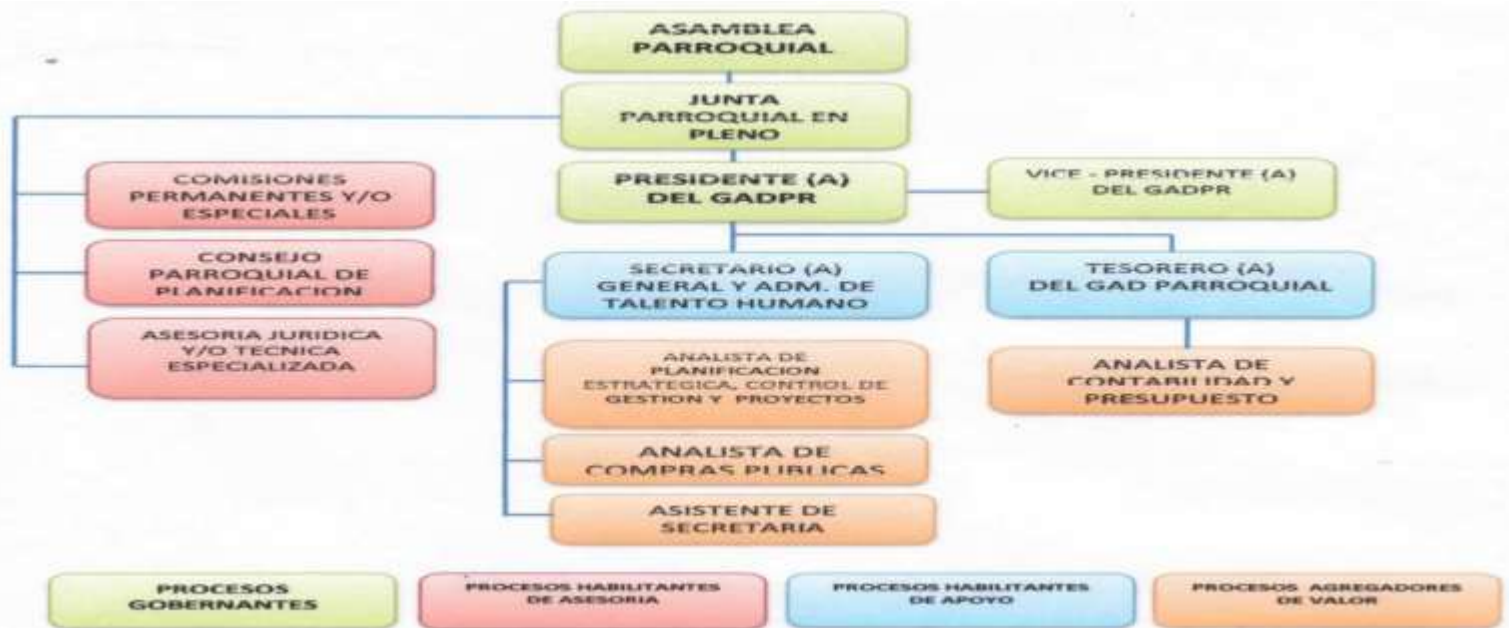 ASAMBLEA
PARROQUIAL
JUNTA
PARROQUIAL EN
PLENO
PRESIDENTE (A)
DEL GADPR
VICE - PRESIDENTE (A)
DEL GADPR
COMISIONES
PERMANENTES Y/O
ESPECIALES
CONSEJO
PARROQUIAL DE
PLANIFICACION
ASESORIA JURIDICA
Y/O TECNICA
ESPECIALIZADA
SECRETARIO (A)
GENERAL Y ADM. DE
TALENTO HUMANO
TESORERO (A)
DEL GAD PARROQUIAL
ANALISTA DE
PLANIFICACION
ESTRATEGICA, CONTROL DE
GESTION Y PROYECTOS
ANALISTA DE
CONTABILIDAD Y
PRESUPUESTO
ANALISTA DE
COMPRAS PUBLICAS
ASISTENTE DE
SECRETARIA
PROCESOS
GOBERNANTES
PROCESOS HABILITANTES
DE ASESORIA
PROCESOS HABILITANTES
DE APOYO
PROCESOS AGREGADORES
DE VALOR